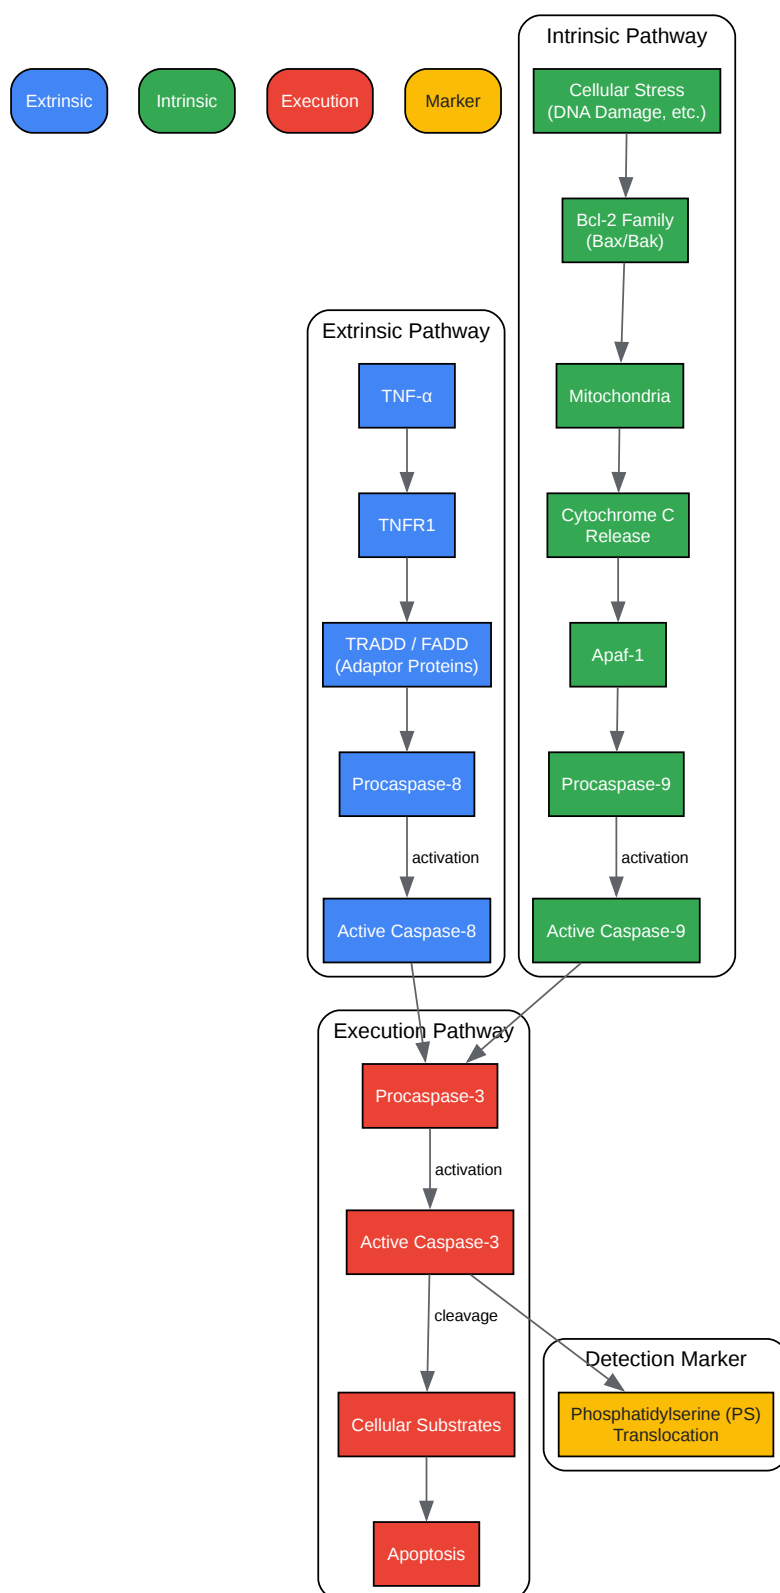 Extrinsic
Intrinsic
Execution
Marker
Intrinsic Pathway
Cellular Stress
(DNA Damage, etc.)
Bcl-2 Family
(Bax/Bak)
Mitochondria
Cytochrome C
Release
Apaf-1
Procaspase-9
activation
Active Caspase-9
Extrinsic Pathway
TNF-α
TNFR1
TRADD / FADD
(Adaptor Proteins)
Procaspase-8
activation
Active Caspase-8
Execution Pathway
Procaspase-3
activation
Active Caspase-3
cleavage
Cellular Substrates
Apoptosis
Detection Marker
Phosphatidylserine (PS)
Translocation